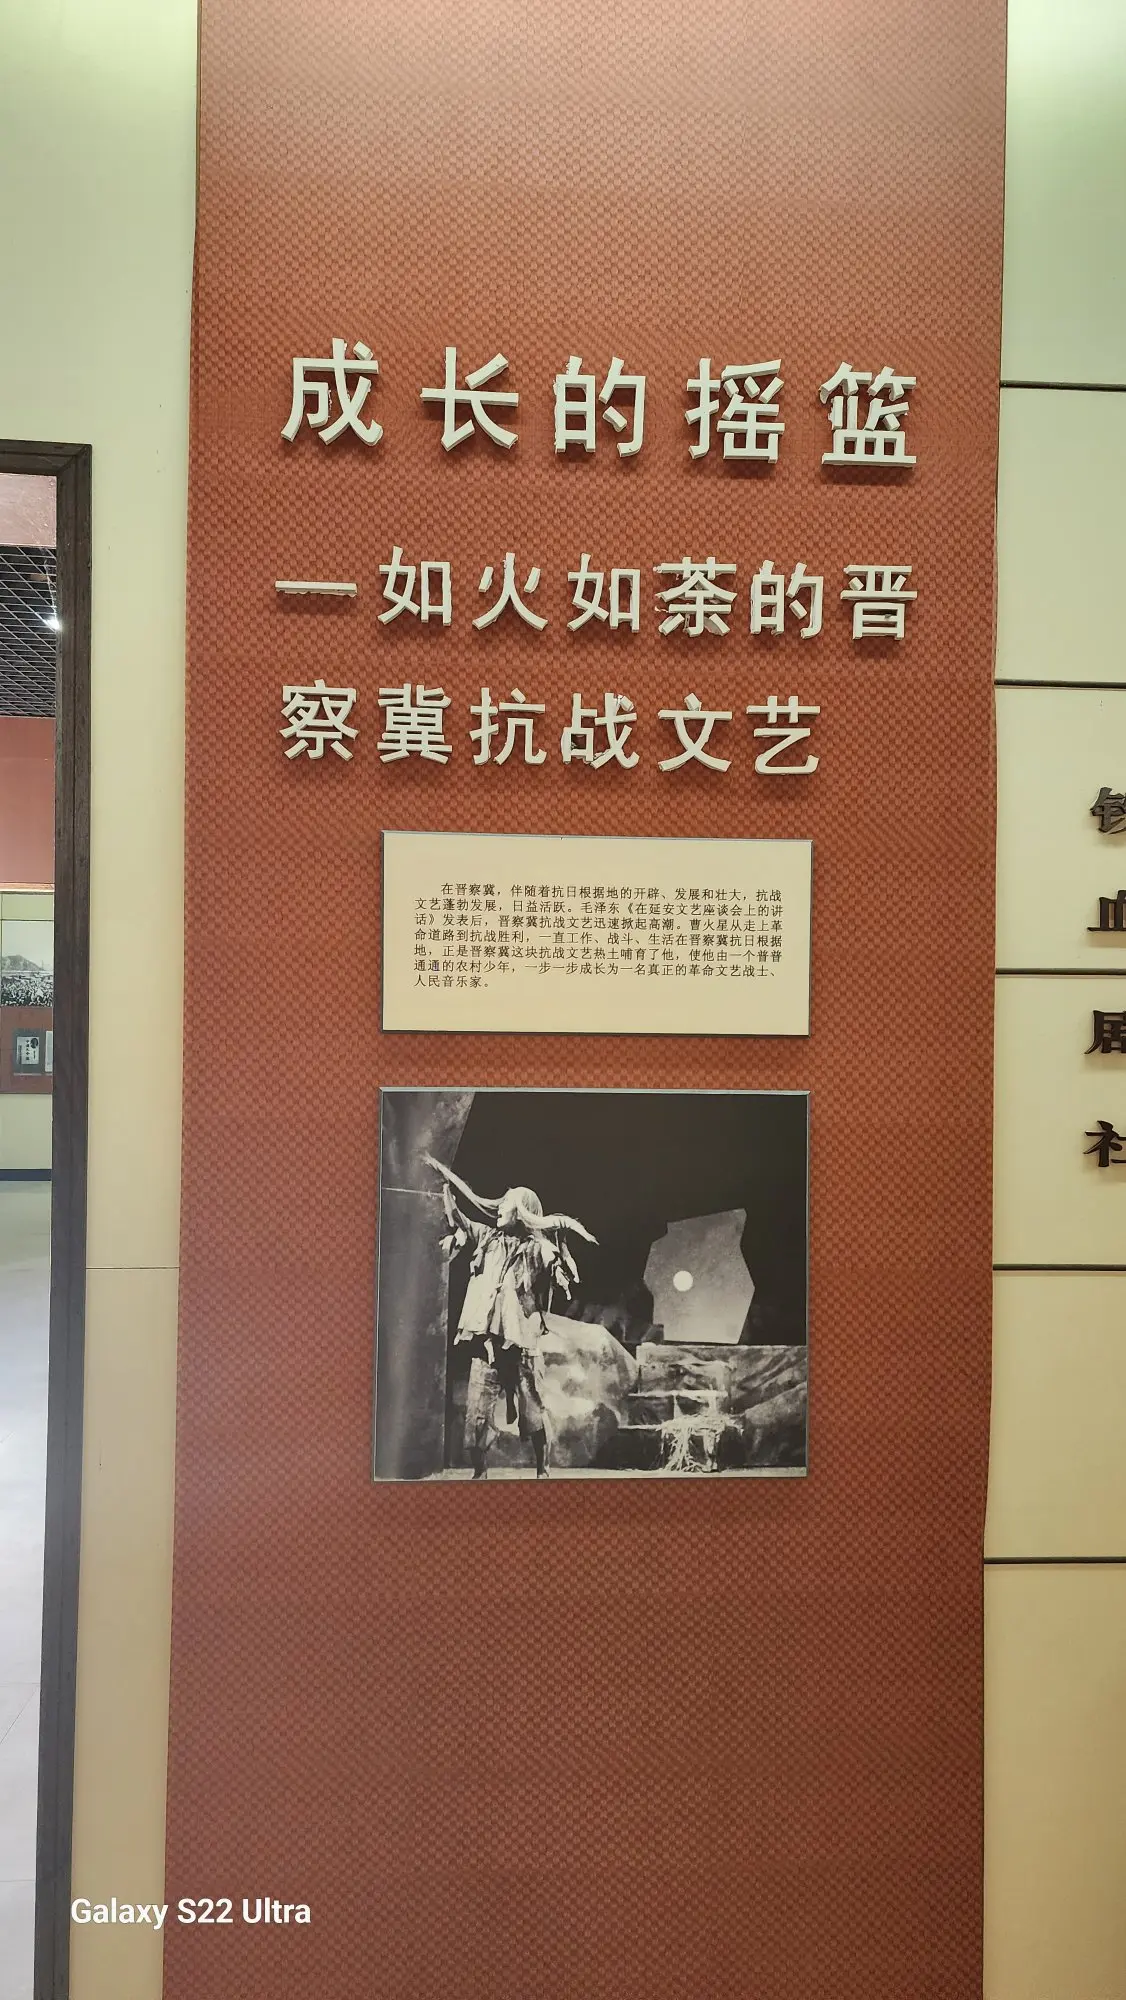 成长的摇篮
—如火如荼的晋
察冀抗战文艺
在晋察冀，伴随着抗日根据地的开辟、发展和壮大，抗战
文艺蓬勃发展，日益活跃。毛泽东《在延安文艺座谈会上的讲
话》发表后，晋察冀抗战文艺迅速掀起高潮。曹火星从走上革
命道路到抗战胜利，一直工作、战斗、生活在晋察冀抗日根据
地，正是晋察冀这块抗战文艺热土哺育了他，使他由一个普普
通通的农村少年，一步一步成长为一名真正的革命文艺战士、
人民音乐家。
血
社
Galaxy S22 Ultra